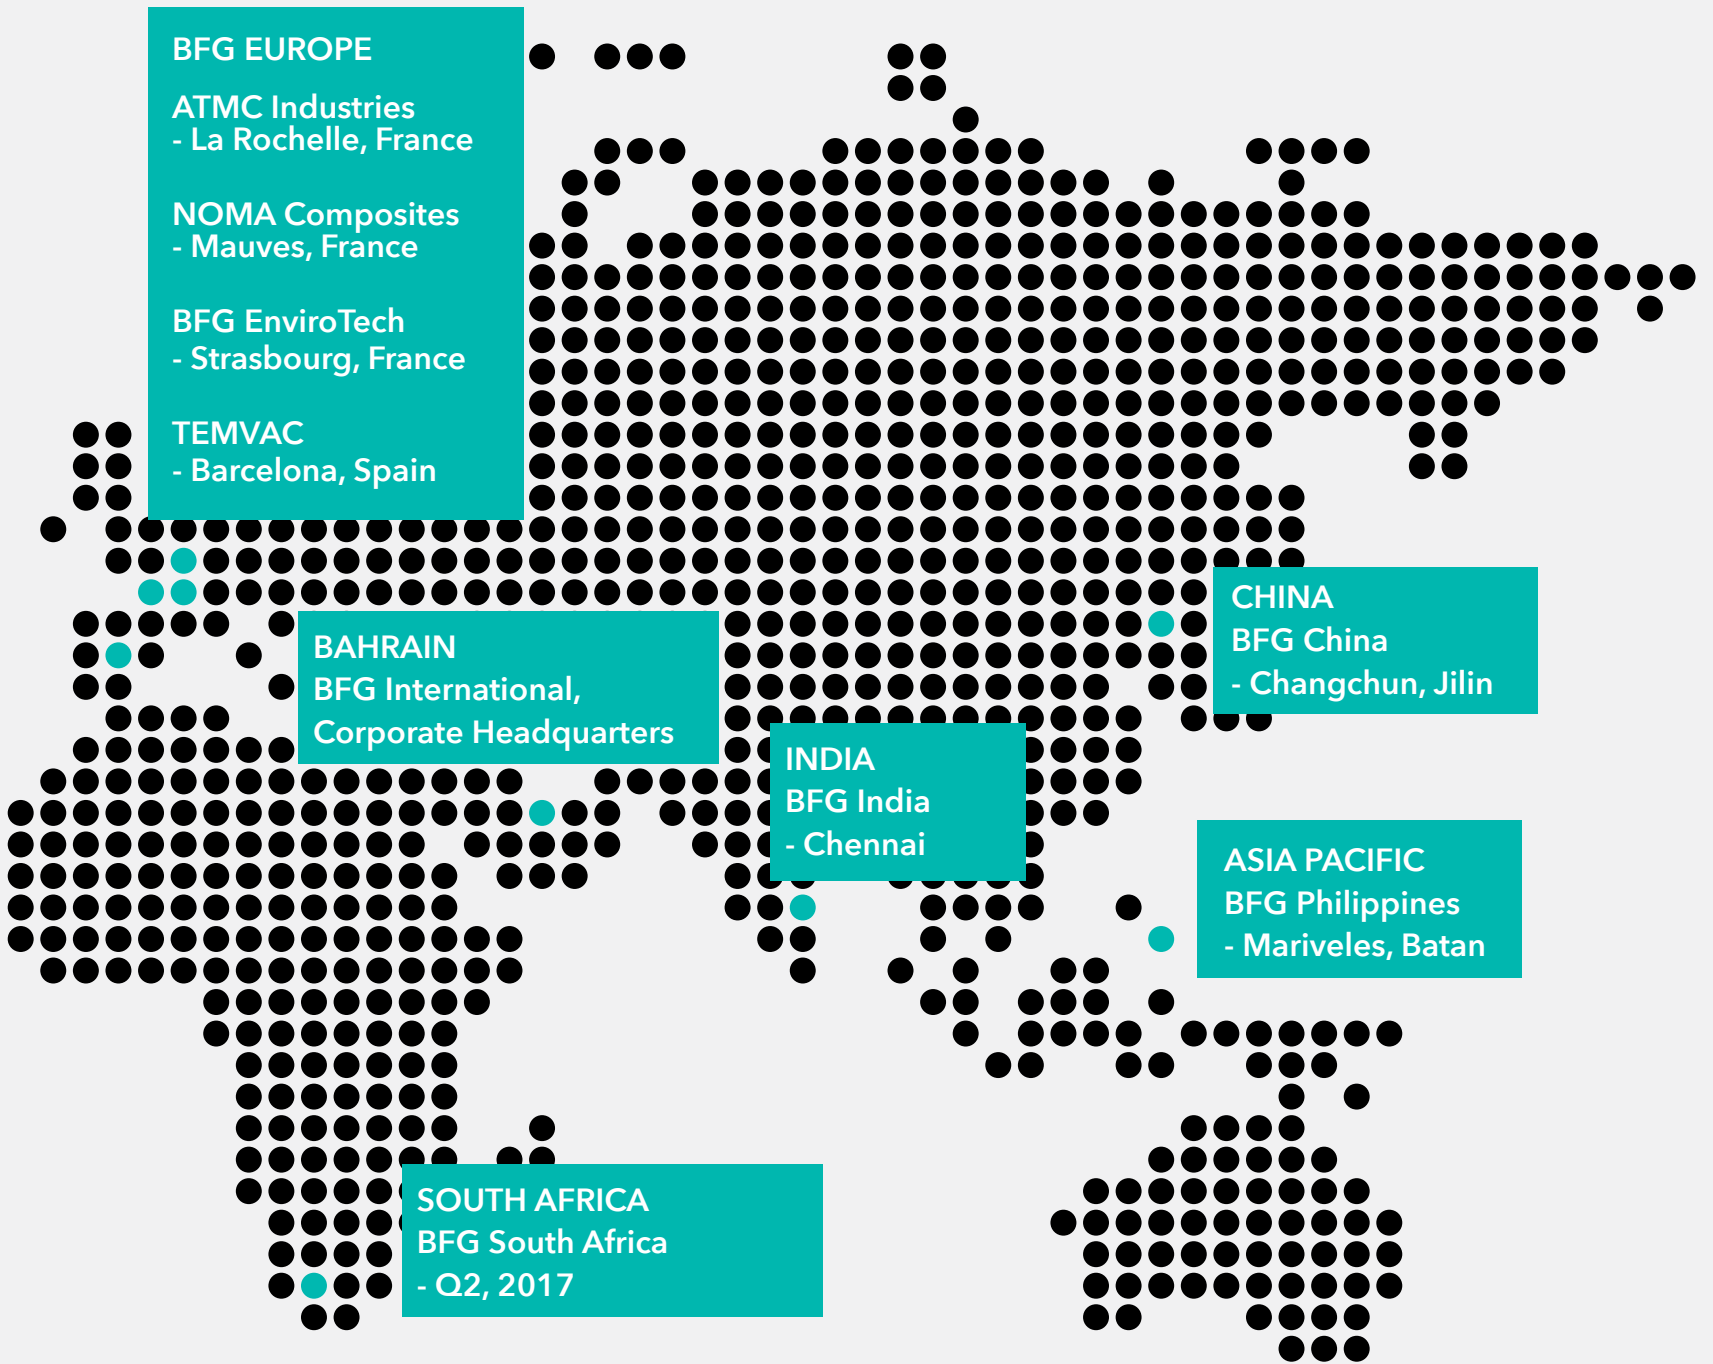 BFG EUROPE
ATMC Industries
- La Rochelle, France
NOMA Composites
- Mauves, France
BFG EnviroTech
- Strasbourg, France
TEMVAC
- Barcelona, Spain
BAHRAIN
BFG International,
Corporate Headquarters
CHINA
BFG China
- Changchun, Jilin
INDIA
BFG India
- Chennai
ASIA PACIFIC
BFG Philippines
- Mariveles, Batan
SOUTH AFRICA
BFG South Africa
- Q2, 2017